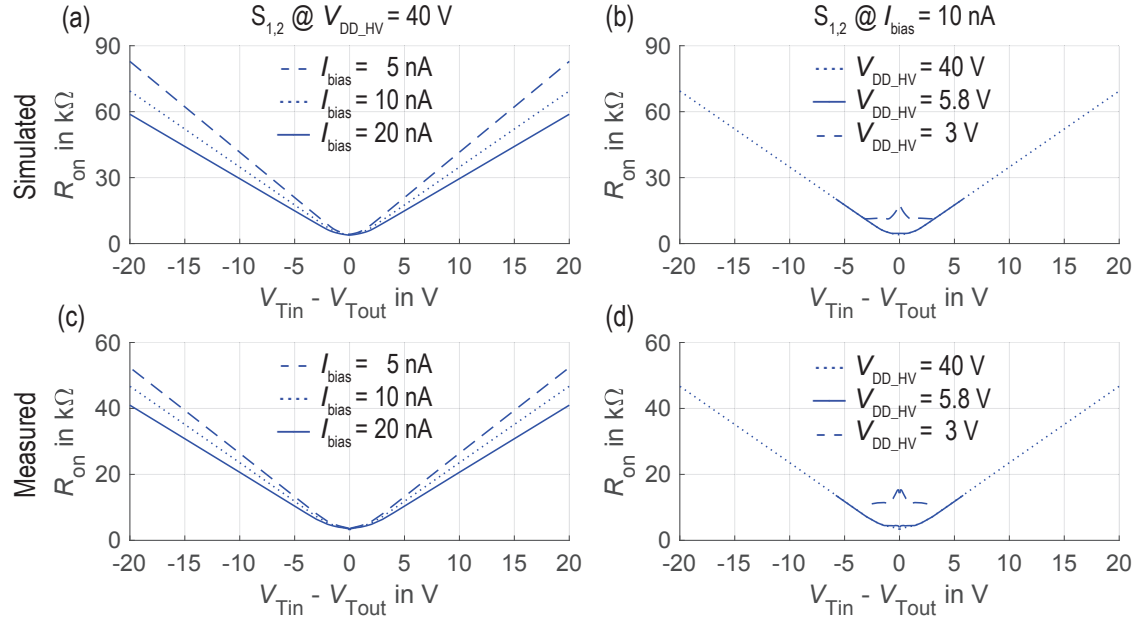 (a)
S1,2 @ VDD_HV = 40 V
90
60
30
0
Simulated
Ron in kΩ
Ibias = 5 nA
Ibias = 10 nA
Ibias = 20 nA
-20 -15 -10 -5 0 5 10 15 20
VTin - VTout in V
(b)
S1,2 @ Ibias = 10 nA
90
60
30
0
Ron in kΩ
VDD_HV = 40 V
VDD_HV = 5.8 V
VDD_HV = 3 V
-20 -15 -10 -5 0 5 10 15 20
VTin - VTout in V
(c)
60
40
20
0
Measured
Ron in kΩ
Ibias = 5 nA
Ibias = 10 nA
Ibias = 20 nA
-20 -15 -10 -5 0 5 10 15 20
VTin - VTout in V
(d)
60
40
20
0
Ron in kΩ
VDD_HV = 40 V
VDD_HV = 5.8 V
VDD_HV = 3 V
-20 -15 -10 -5 0 5 10 15 20
VTin - VTout in V